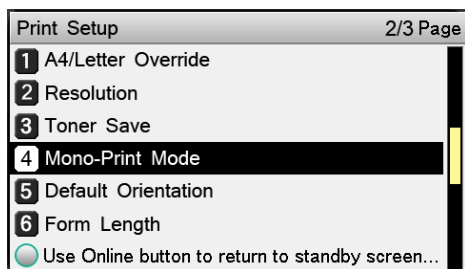 Print Setup 2/3 Page
1 A4/Letter Override
2 Resolution
3 Toner Save
4 Mono-Print Mode
5 Default Orientation
6 Form Length
Use Online button to return to standby screen...